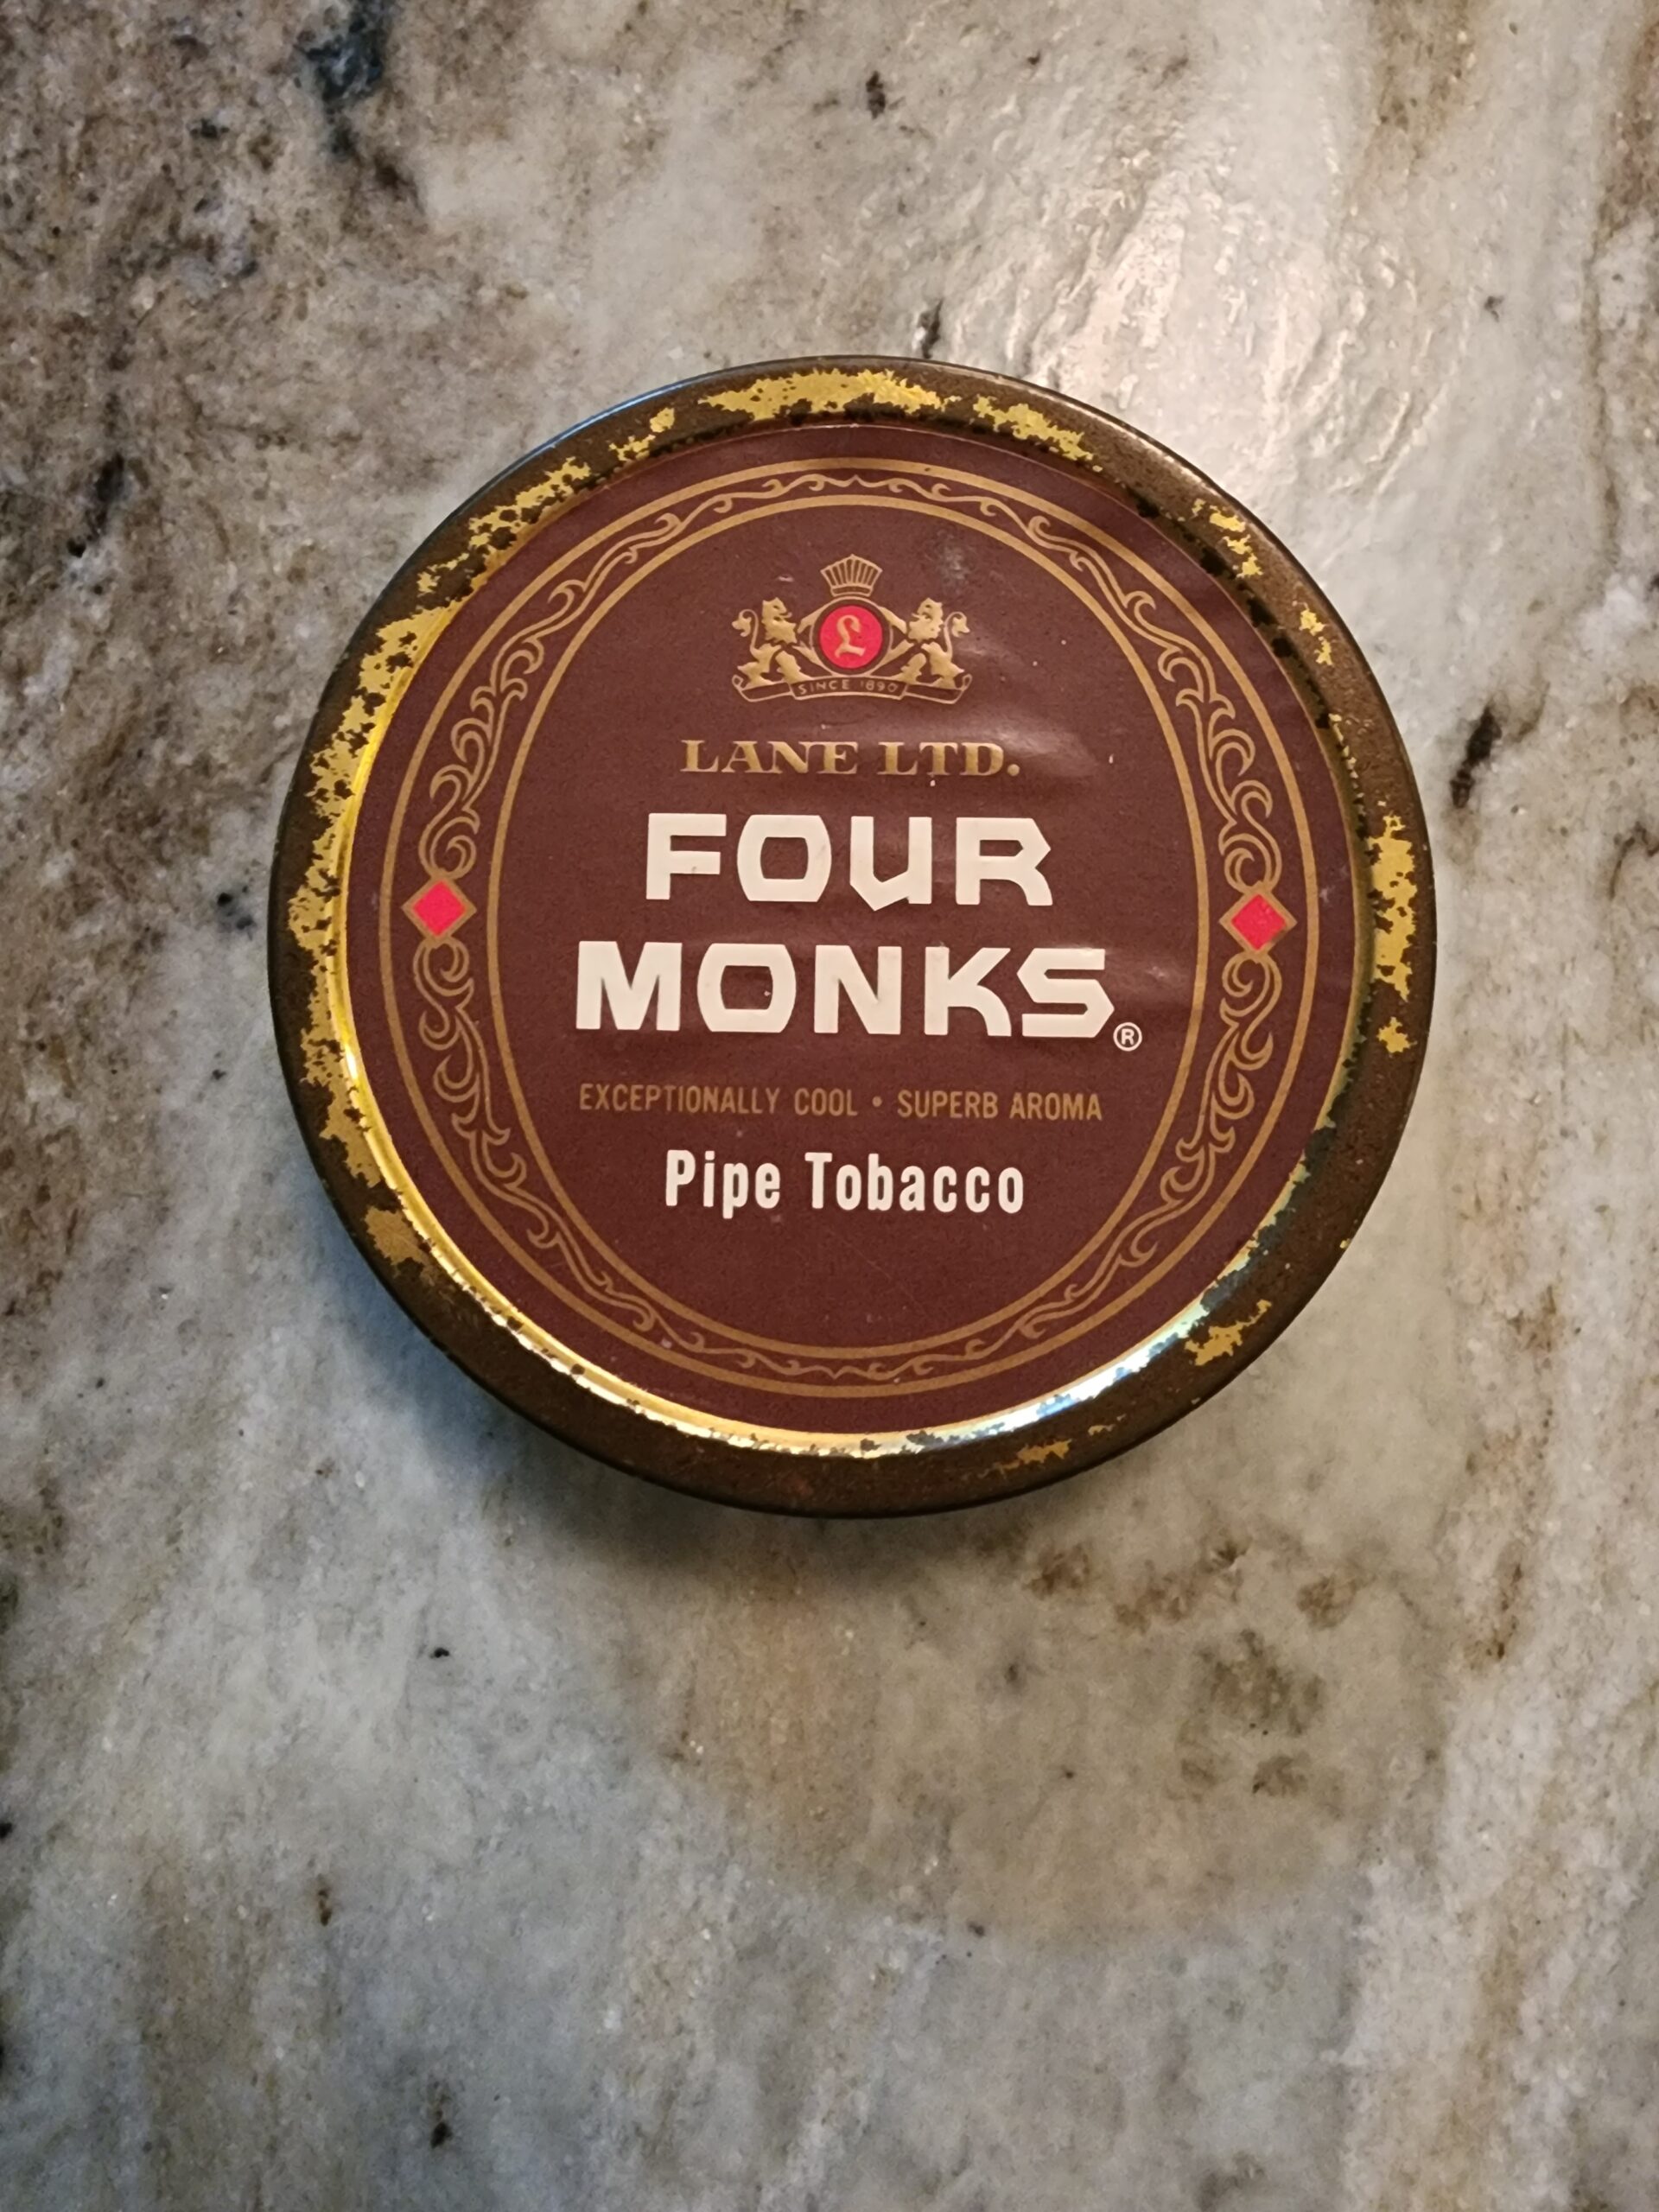 L
SINCE 1890
LANE LTD.
FOUR
MONKS®
EXCEPTIONALLY COOL • SUPERB AROMA
Pipe Tobacco